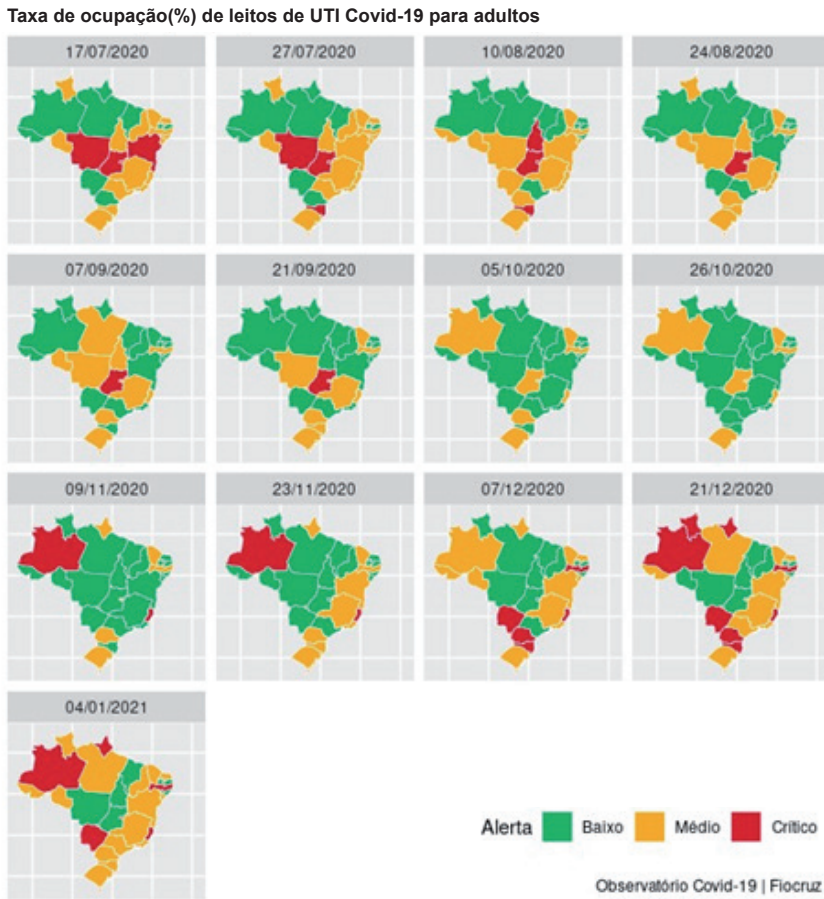 Taxa de ocupação(%) de leitos de UTI Covid-19 para adultos
17/07/2020 27/07/2020 10/08/2020 24/08/2020
07/09/2020 21/09/2020 05/10/2020 26/10/2020
09/11/2020 23/11/2020 07/12/2020 21/12/2020
04/01/2021
Alerta Baixo Médio Crítico
Observatório Covid-19 | Fiocruz